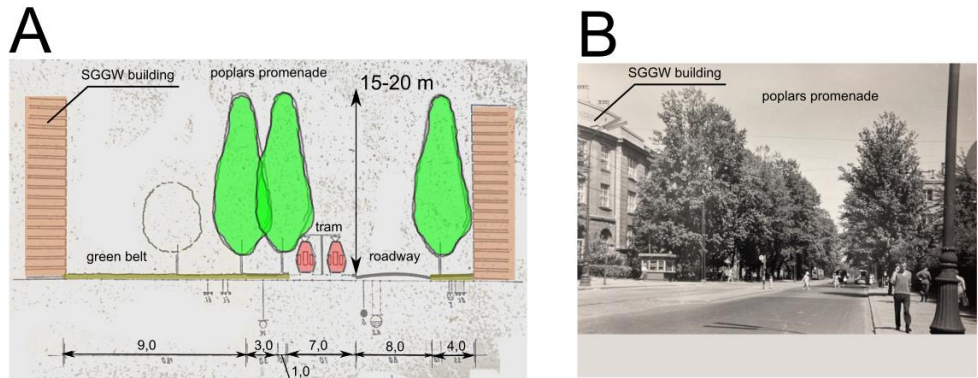 A
SGGW building
poplars promenade
15-20 m
tram
green belt
roadway
9,0
3,0
7,0
8,0
4,0
1,0
B
SGGW building
poplars promenade